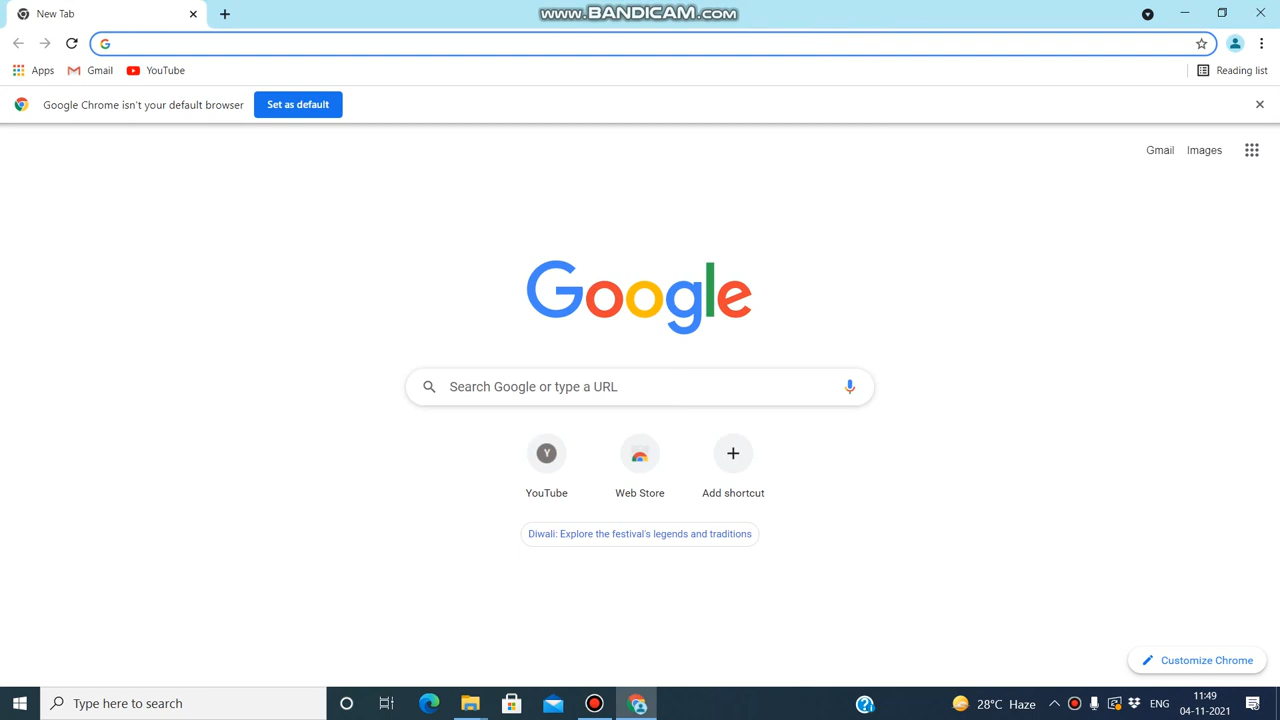 New Tab
www.BANDICAM.com
Apps
Gmail
YouTube
Reading list
Google Chrome isn't your default browser
Set as default
Gmail
Images
Google
Search Google or type a URL
Y
YouTube
Web Store
Add shortcut
Diwali: Explore the festival's legends and traditions
Customize Chrome
Type here to search
28°C Haze
ENG
11:49
04-11-2021